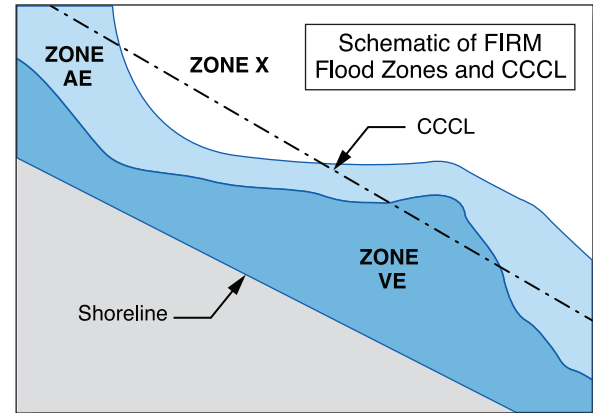 Schematic of FIRM
Flood Zones and CCCL
ZONE
AE
ZONE X
CCCL
ZONE
VE
Shoreline